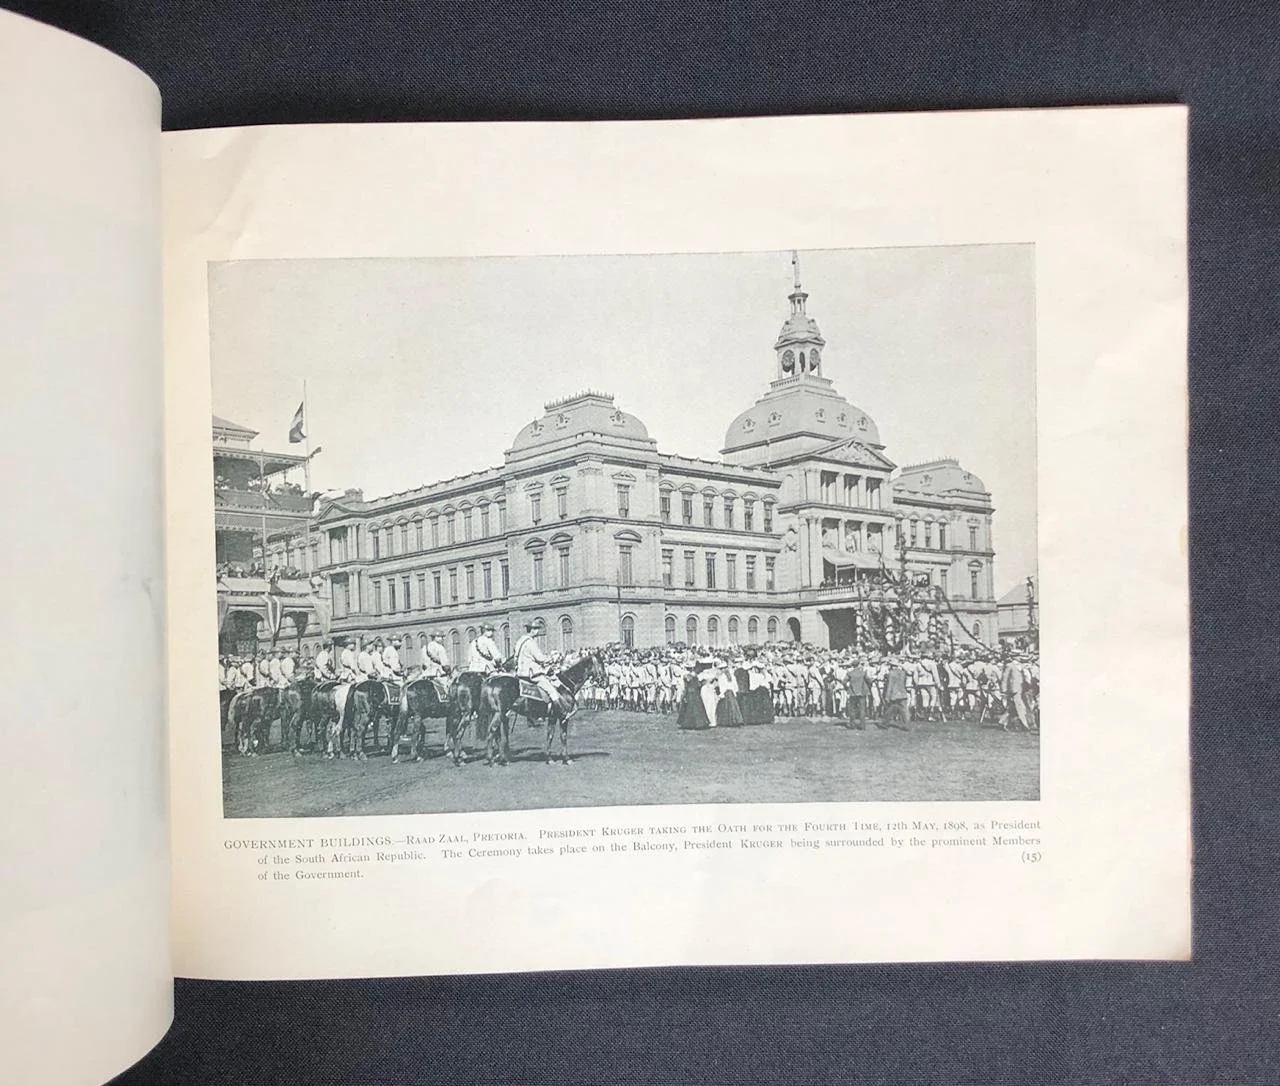 GOVERNMENT BUILDINGS.—RAAD ZAAL, PRETORIA. PRESIDENT KRUGER TAKING THE OATH FOR THE FOURTH TIME, 12th MAY, 1898, as President
of the South African Republic. The Ceremony takes place on the Balcony, President KRUGER being surrounded by the prominent Members
of the Government. (15)